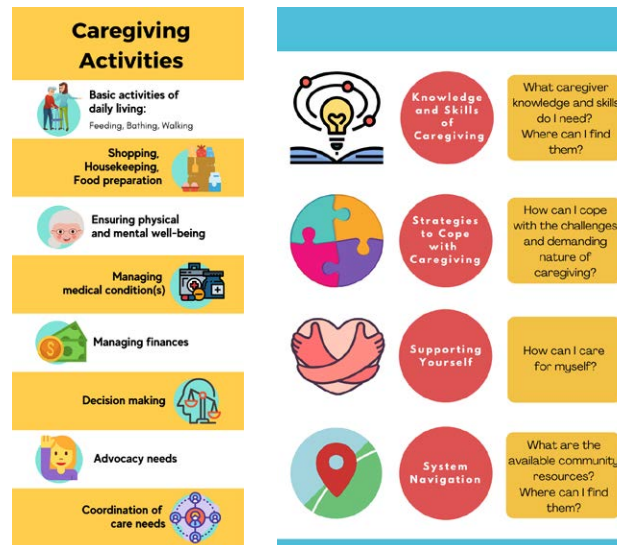 Caregiving
Activities
Basic activities of
daily living:
Feeding, Bathing, Walking
Shopping,
Housekeeping,
Food preparation
Ensuring physical
and mental well-being
Managing
medical condition(s)
Managing finances
Decision making
Advocacy needs
Coordination of
care needs
Knowledge
and Skills
of
Caregiving
What caregiver
knowledge and skills
do I need?
Where can I find
them?
Strategies
to Cope
with
Caregiving
How can I cope
with the challenges
and demanding
nature of
caregiving?
Supporting
Yourself
How can I care
for myself?
System
Navigation
What are the
available community
resources?
Where can I find
them?